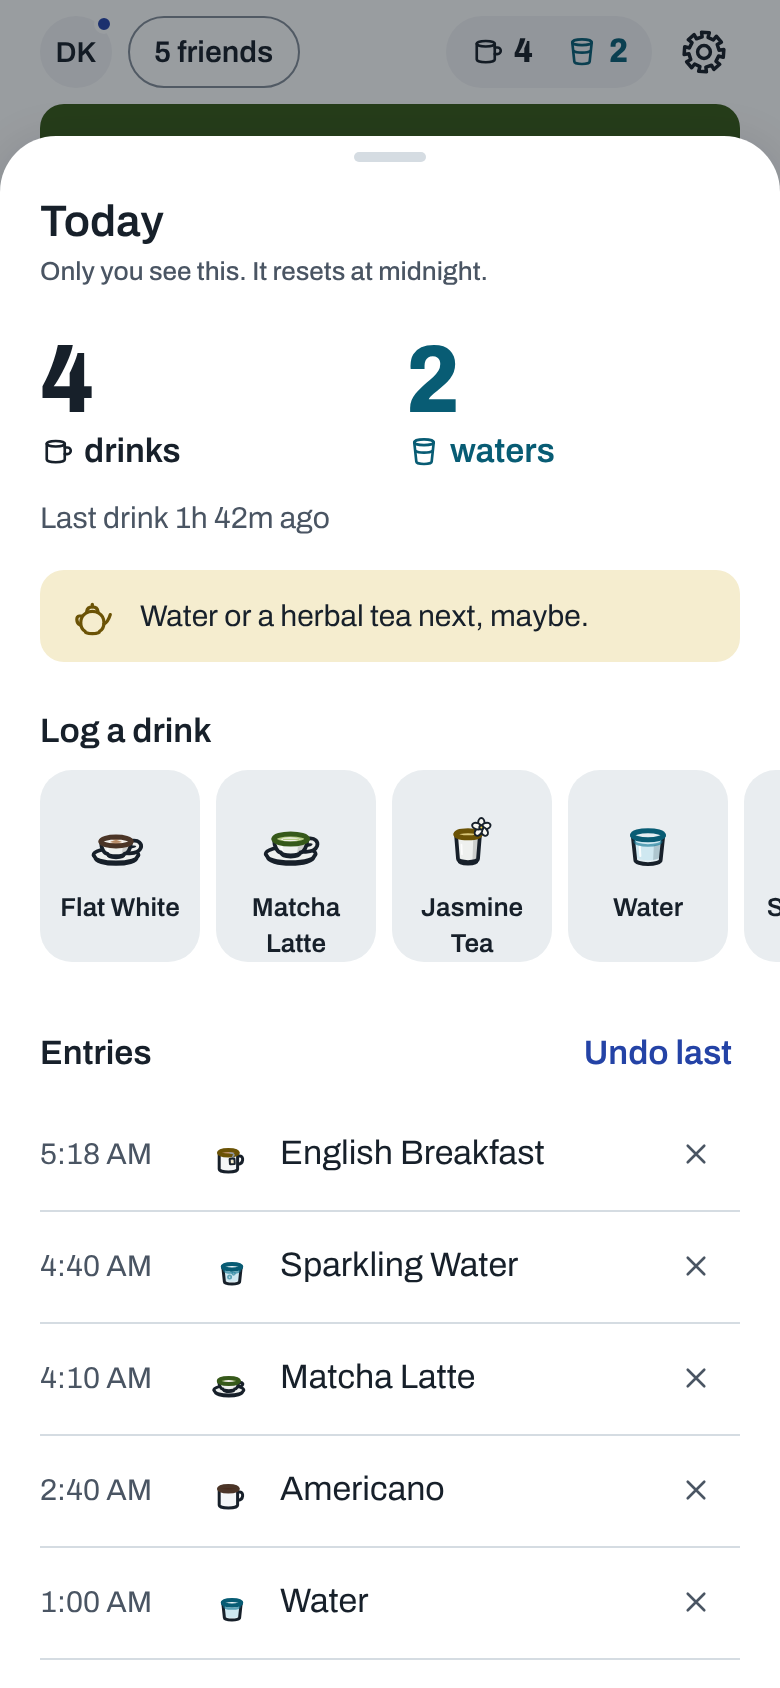 DK
5 friends
4
2
Today
Only you see this. It resets at midnight.
4
2
drinks
waters
Last drink 1h 42m ago
Water or a herbal tea next, maybe.
Log a drink
Flat White
Matcha
Latte
Jasmine
Tea
Water
Entries
Undo last
5:18 AM
English Breakfast
4:40 AM
Sparkling Water
4:10 AM
Matcha Latte
2:40 AM
Americano
1:00 AM
Water